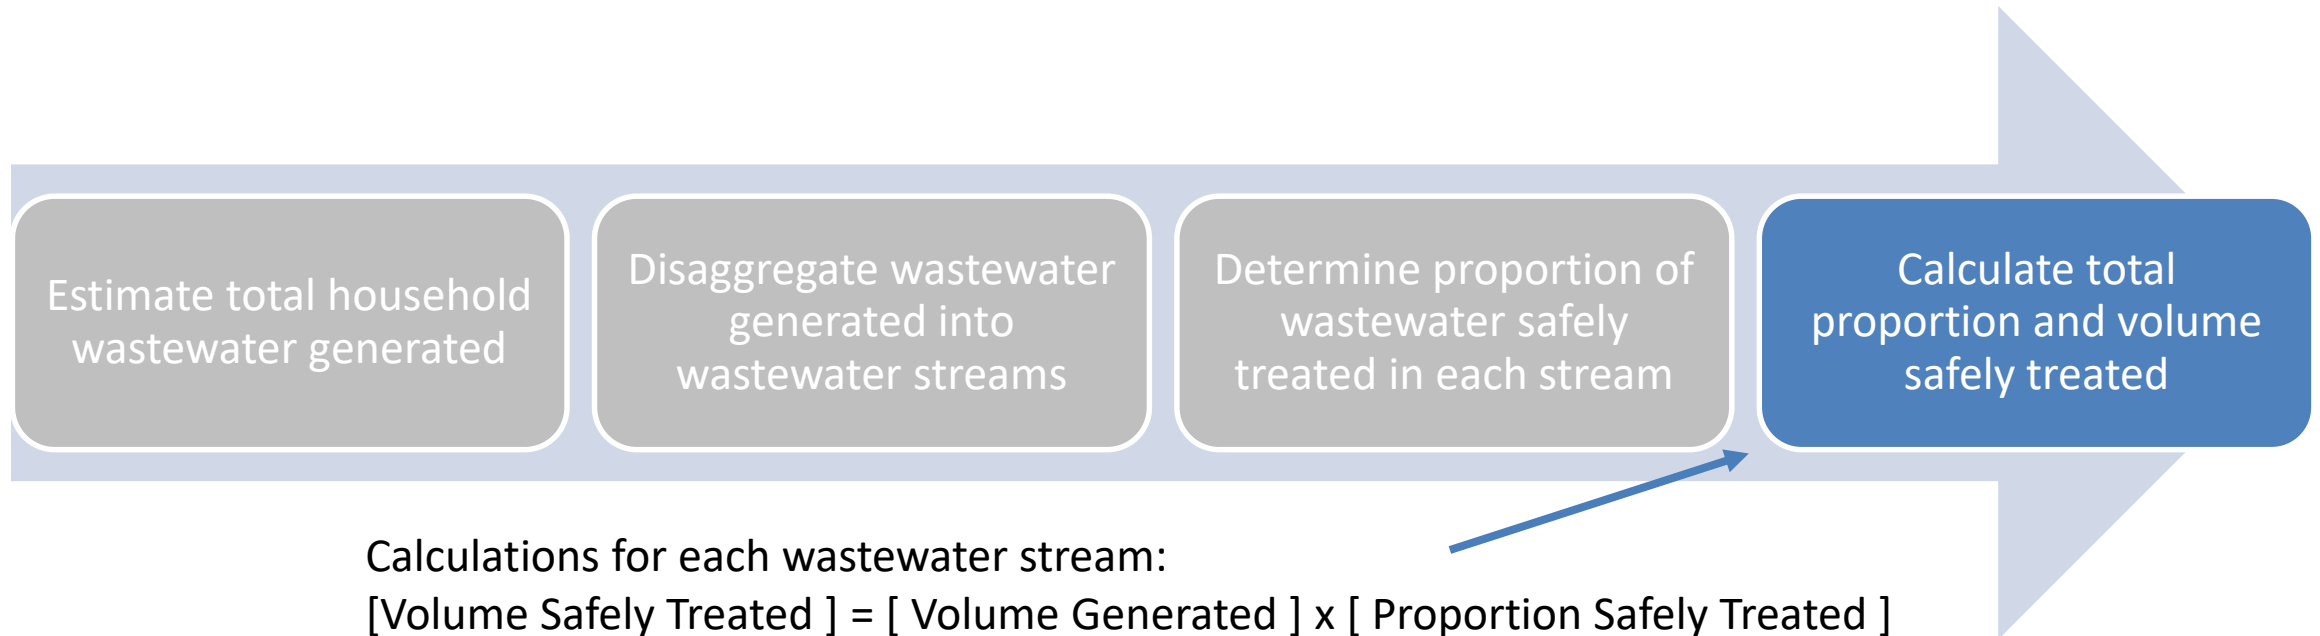 Estimate total household
wastewater generated
Disaggregate wastewater
generated into
wastewater streams
Determine proportion of
wastewater safely
treated in each stream
Calculate total
proportion and volume
safely treated
Calculations for each wastewater stream:
[Volume Safely Treated ] = [ Volume Generated ] x [ Proportion Safely Treated ]